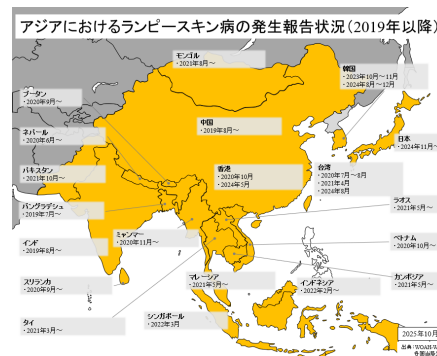 アジアにおけるランピースキン病の発生報告状況(2019年以降)
モンゴル
・2021年8月～
韓国
・2023年10月～11月
・2024年8月～12月
ブータン
・2020年9月～
中国
・2019年8月～
ネパール
・2020年6月～
日本
・2024年11月～
パキスタン
・2021年10月～
香港
・2020年10月
・2024年5月
台湾
・2020年7月～8月
・2021年4月
・2024年8月
バングラデシュ
・2019年7月～
ラオス
・2021年5月～
ミャンマー
・2020年11月～
ベトナム
・2020年10月～
インド
・2019年8月～
マレーシア
・2021年5月～
インドネシア
・2022年2月～
カンボジア
・2021年5月～
スリランカ
・2020年9月～
シンガポール
・2022年3月
タイ
・2021年3月～
2025年10月
出典:WOAH-W